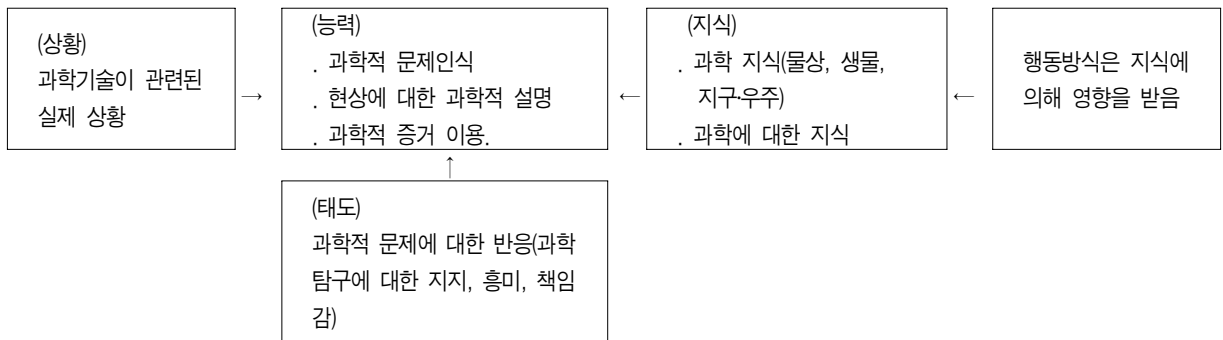 (상황)
과학기술이 관련된
실제 상황
→
(능력)
. 과학적 문제인식
. 현상에 대한 과학적 설명
. 과학적 증거 이용.
←
(지식)
. 과학 지식(물상, 생물,
지구·우주)
. 과학에 대한 지식
←
행동방식은 지식에
의해 영향을 받음
↑
(태도)
과학적 문제에 대한 반응(과학
탐구에 대한 지지, 흥미, 책임
감)